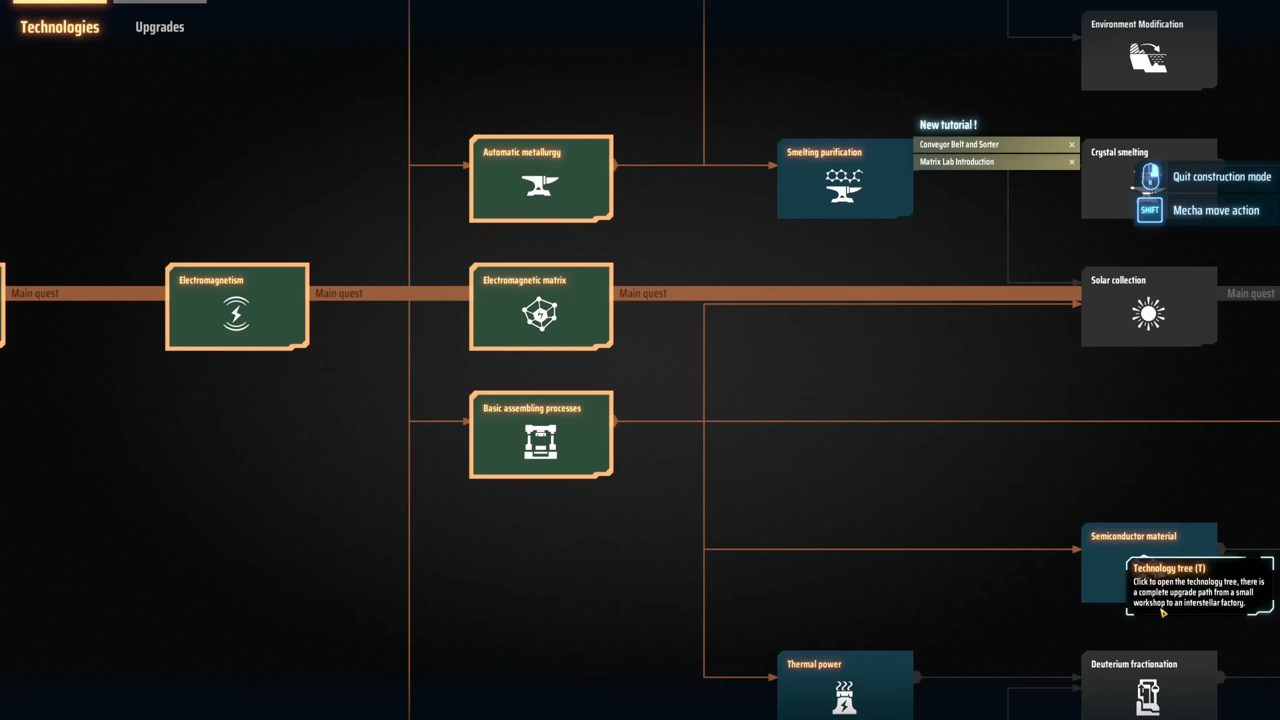 Technologies
Upgrades
Environment Modification
New tutorial !
Conveyor Belt and Sorter
Matrix Lab Introduction
Automatic metallurgy
Smelting purification
Crystal smelting
Quit construction mode
SHIFT
Mecha move action
Electromagnetism
Electromagnetic matrix
Solar collection
Main quest
Main quest
Main quest
Main quest
Basic assembling processes
Semiconductor material
Technology tree (T)
Click to open the technology tree, there is
a complete upgrade path from a small
workshop to an interstellar factory.
Thermal power
Deuterium fractionation